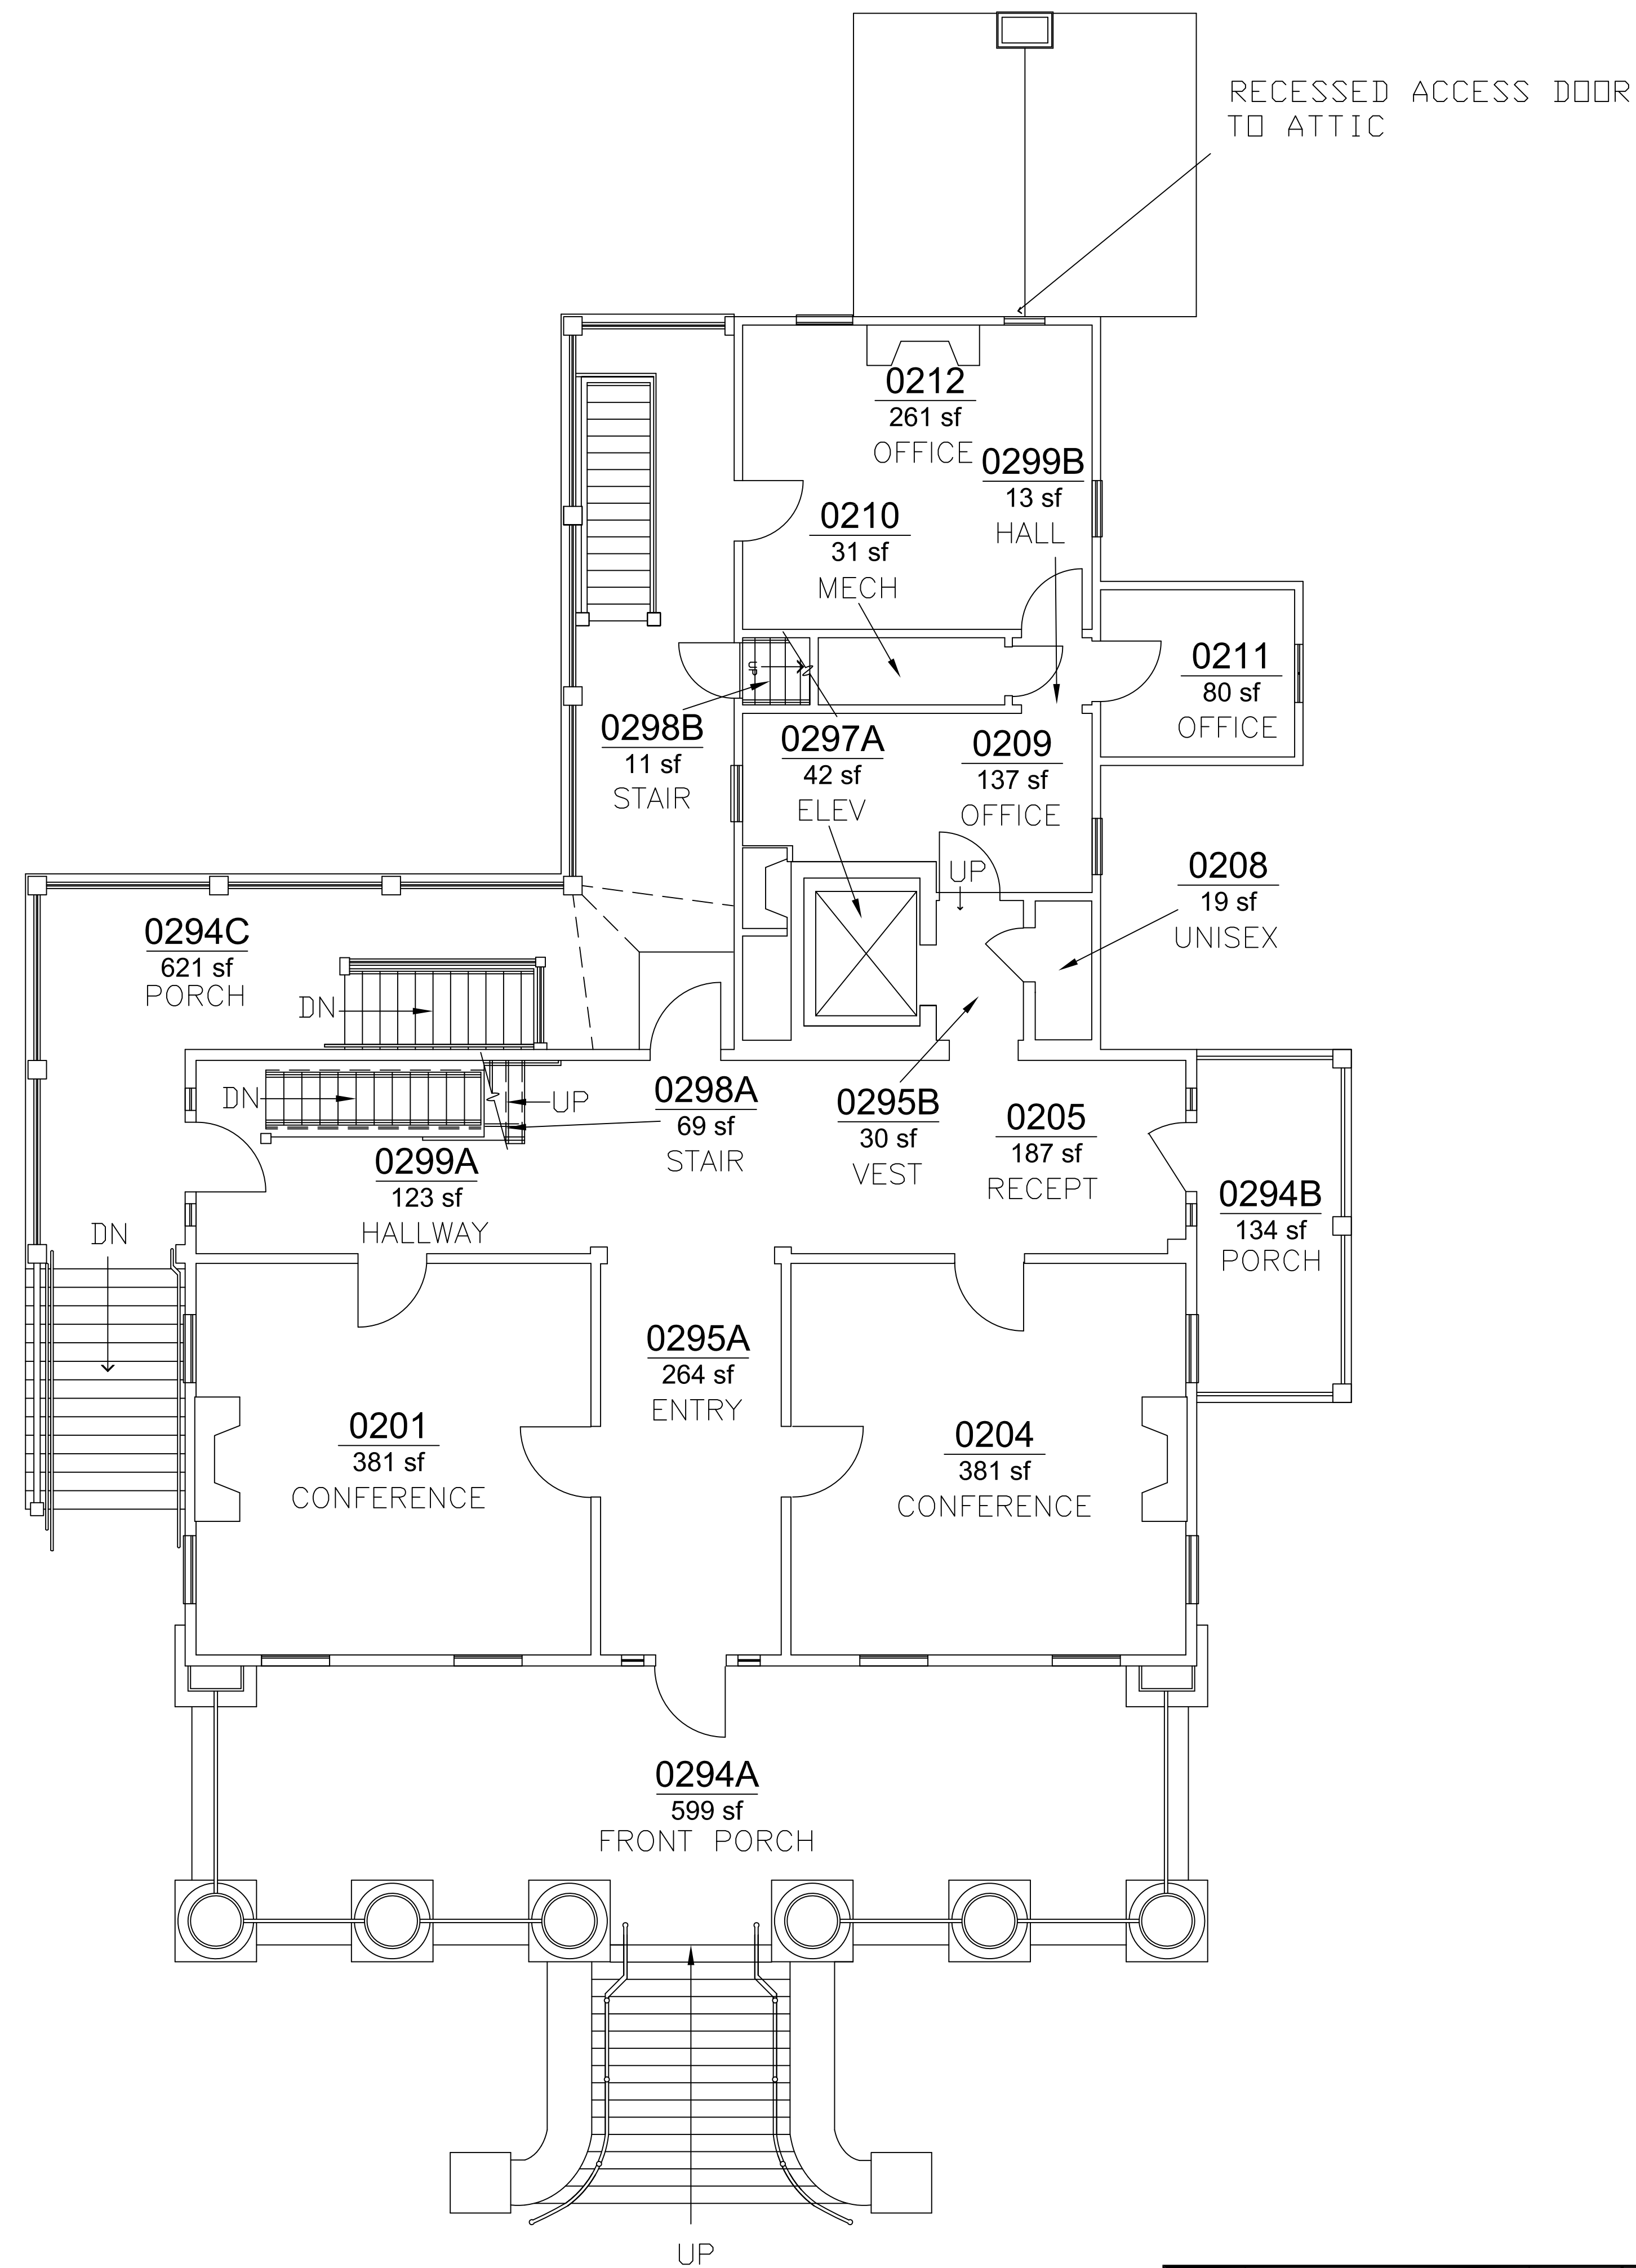 RECESSED ACCESS DOOR
TO ATTIC
0212
261 sf
OFFICE
0299B
13 sf
HALL
0210
31 sf
MECH
UP
0211
80 sf
OFFICE
0298B
11 sf
STAIR
0297A
42 sf
ELEV
0209
137 sf
OFFICE
UP
0208
19 sf
UNISEX
0294C
621 sf
PORCH
DN
DN
UP
0298A
69 sf
STAIR
0295B
30 sf
VEST
0205
187 sf
RECEPT
0299A
123 sf
HALLWAY
0294B
134 sf
PORCH
DN
0295A
264 sf
ENTRY
0201
381 sf
CONFERENCE
0204
381 sf
CONFERENCE
0294A
599 sf
FRONT PORCH
UP